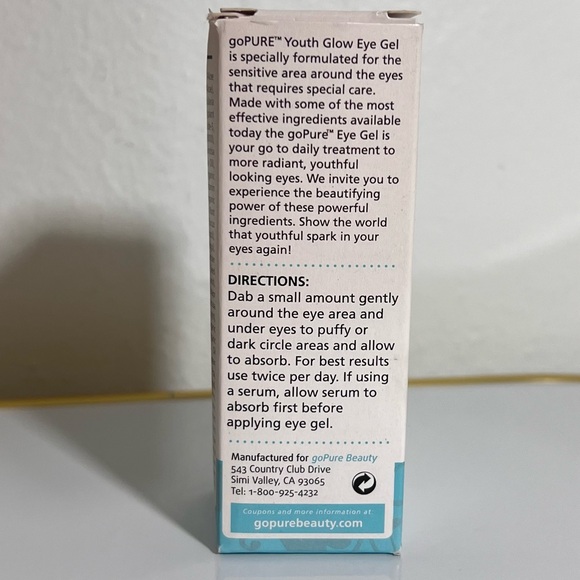 goPURE™ Youth Glow Eye Gel
is specially formulated for the
sensitive area around the eyes
that requires special care.
Made with some of the most
effective ingredients available
today the goPure™ Eye Gel is
your go to daily treatment to
more radiant, youthful
looking eyes. We invite you to
experience the beautifying
power of these powerful
ingredients. Show the world
that youthful spark in your
eyes again!
DIRECTIONS:
Dab a small amount gently
around the eye area and
under eyes to puffy or
dark circle areas and allow
to absorb. For best results
use twice per day. If using
a serum, allow serum to
absorb first before
applying eye gel.
Manufactured for goPure Beauty
543 Country Club Drive
Simi Valley, CA 93065
Tel: 1-800-925-4232
Coupons and more information at:
gopurebeauty.com